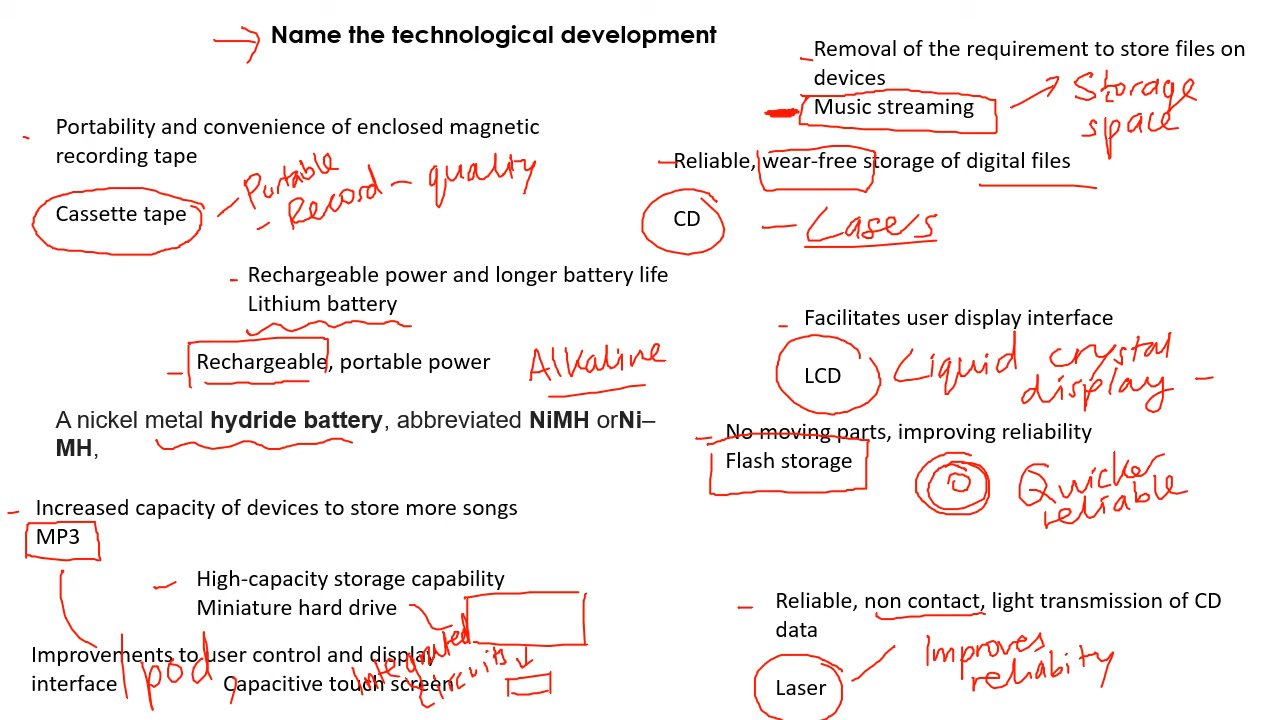 Name the technological development
Portability and convenience of enclosed magnetic
recording tape
Cassette tape
Portable
Record - quality
Rechargeable power and longer battery life
Lithium battery
Rechargeable, portable power
Alkaline
A nickel metal hydride battery, abbreviated NiMH orNi–
MH,
Increased capacity of devices to store more songs
MP3
High-capacity storage capability
Miniature hard drive
Integrated
circuits
Improvements to user control and display
interface
Ipod,
Capacitive touch screen
Removal of the requirement to store files on
devices
Music streaming
Storage
space
Reliable, wear-free storage of digital files
CD
Lasers
Facilitates user display interface
LCD
Liquid crystal
display
No moving parts, improving reliability
Flash storage
Quicker
reliable
Reliable, non contact, light transmission of CD
data
Laser
Improves
reliabity